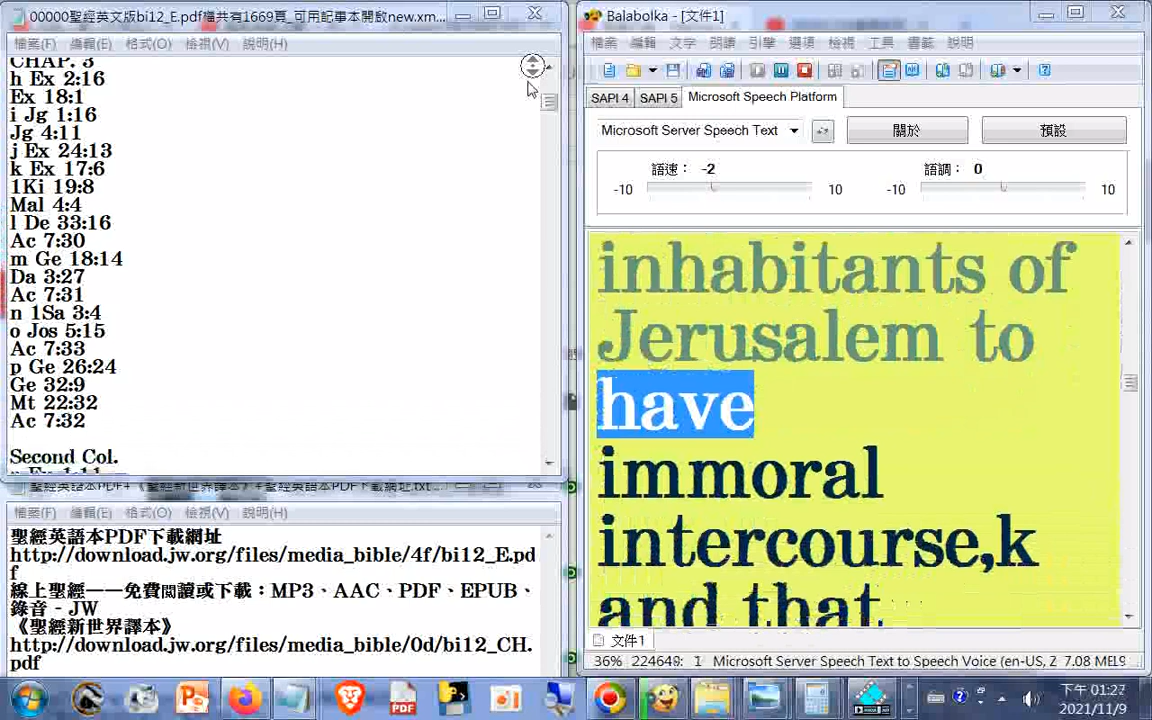 00000聖經英文版bi12_E.pdf檔共有1669頁_可用記事本開啟new.xm...
檔案(F) 編輯(E) 格式(O) 檢視(V) 說明(H)
CHAP. 3
h Ex 2:16
Ex 18:1
i Jg 1:16
Jg 4:11
j Ex 24:13
k Ex 17:6
1Ki 19:8
Mal 4:4
l De 33:16
Ac 7:30
m Ge 18:14
Da 3:27
Ac 7:31
n 1Sa 3:4
o Jos 5:15
Ac 7:33
p Ge 26:24
Ge 32:9
Mt 22:32
Ac 7:32
Second Col.
檔案(F) 編輯(E) 格式(O) 檢視(V) 說明(H)
聖經英語本PDF下載網址
http://download.jw.org/files/media_bible/4f/bi12_E.pd
f
線上聖經——免費閱讀或下載：MP3、AAC、PDF、EPUB、
錄音 - JW
《聖經新世界譯本》
http://download.jw.org/files/media_bible/0d/bi12_CH.
pdf
Balabolka - [文件1]
檔案 編輯 文字 朗讀 引擎 選項 檢視 工具 書籤 說明
SAPI 4 SAPI 5 Microsoft Speech Platform
Microsoft Server Speech Text 關於 預設
語速： -2 語調： 0
-10 10 -10 10
inhabitants of
Jerusalem to
have
immoral
intercourse,k
and that
文件1
36% 224648: 1 Microsoft Server Speech Text to Speech Voice (en-US, Z 7.08 ME
下午 01:27
2021/11/9